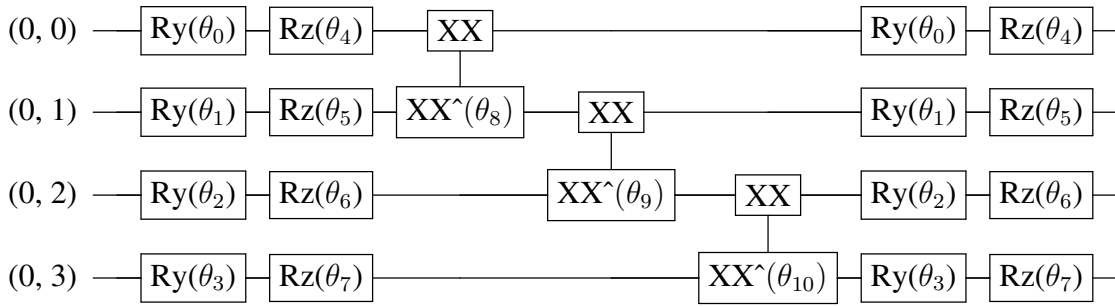 (0, 0) Ry(θ₀) Rz(θ₄) XX Ry(θ₀) Rz(θ₄)
(0, 1) Ry(θ₁) Rz(θ₅) XX^(θ₈) XX Ry(θ₁) Rz(θ₅)
(0, 2) Ry(θ₂) Rz(θ₆) XX^(θ₉) XX Ry(θ₂) Rz(θ₆)
(0, 3) Ry(θ₃) Rz(θ₇) XX^(θ₁₀) Ry(θ₃) Rz(θ₇)